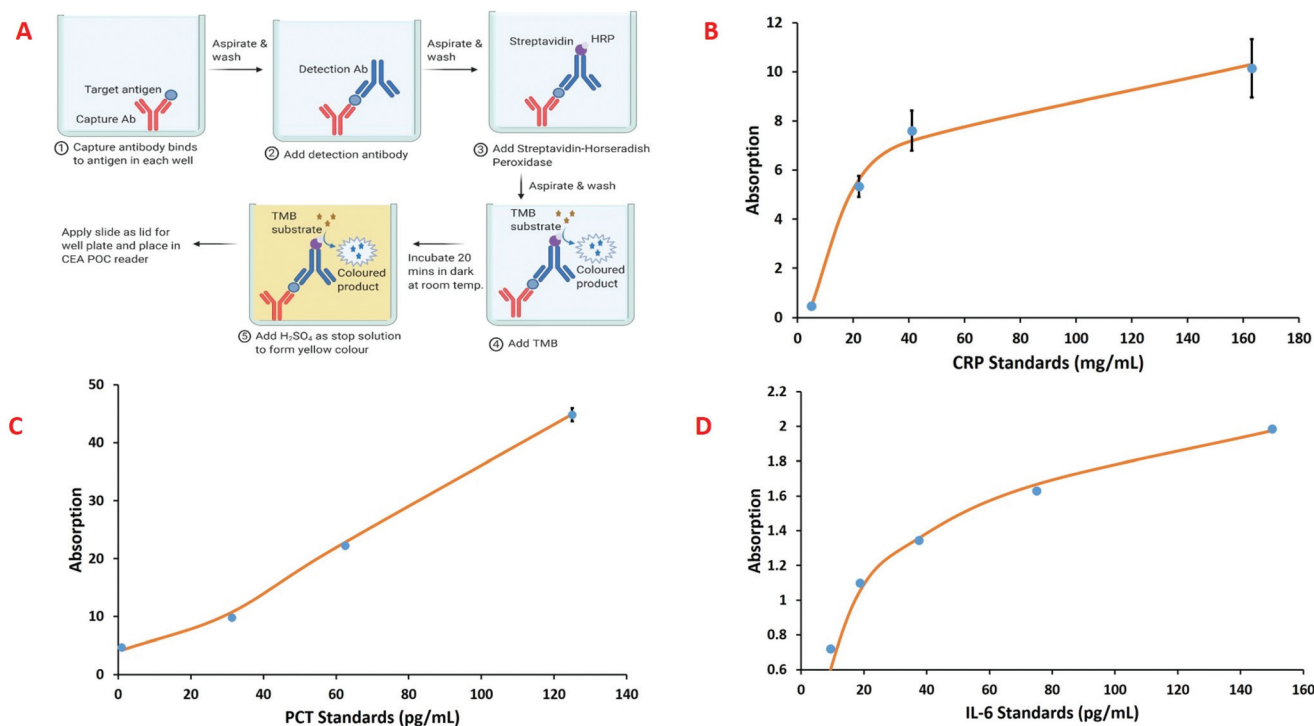 A
Aspirate &
wash
Target antigen
Capture Ab
① Capture antibody binds
to antigen in each well
Detection Ab
② Add detection antibody
Aspirate &
wash
Streptavidin
HRP
③ Add Streptavidin-Horseradish
Peroxidase
Aspirate & wash
TMB
substrate
Coloured
product
④ Add TMB
Incubate 20
mins in dark
at room temp.
TMB
substrate
Coloured
product
⑤ Add H₂SO₄ as stop solution
to form yellow colour
Apply slide as lid for
well plate and place in
CEA POC reader
B
Absorption
12
10
8
6
4
2
0
0 20 40 60 80 100 120 140 160 180
CRP Standards (mg/mL)
C
Absorption
50
40
30
20
10
0
0 20 40 60 80 100 120 140
PCT Standards (pg/mL)
D
Absorption
2.2
2
1.8
1.6
1.4
1.2
1
0.8
0.6
0 20 40 60 80 100 120 140 160
IL-6 Standards (pg/mL)